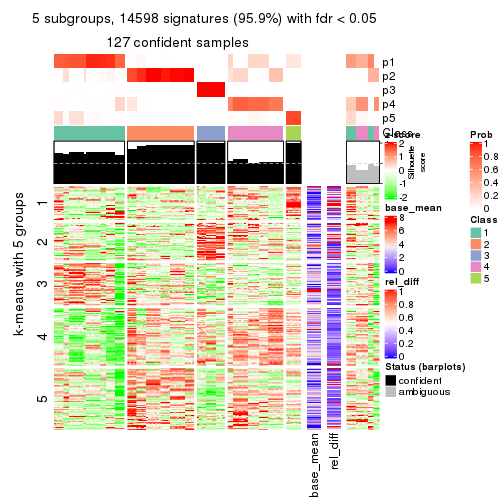 5 subgroups, 14598 signatures (95.9%) with fdr < 0.05
127 confident samples
p1
p2
p3
p4
p5
Class
z-score
2
1
0
-1
-2
Silhouette
score
Prob
1
0.8
0.6
0.4
0.2
0
k-means with 5 groups
1
2
3
4
5
base_mean
8
6
4
2
0
Class
1
2
3
4
5
rel_diff
1
0.8
0.6
0.4
0.2
0
Status (barplots)
confident
ambiguous
base_mean
rel_diff